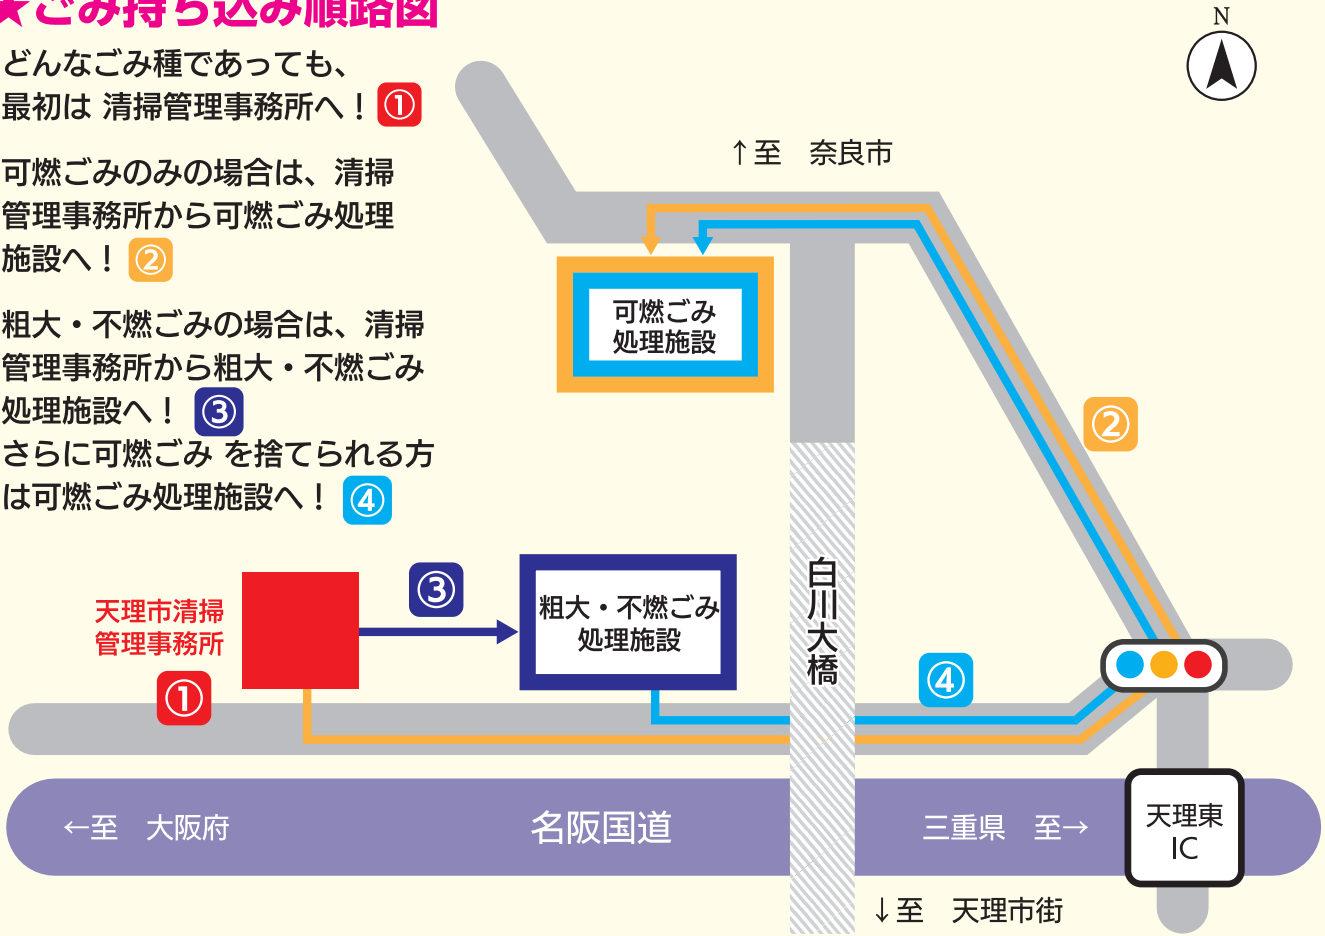 ★ごみ持ち込み順路図
どんなごみ種であっても、
最初は 清掃管理事務所へ！ ①
可燃ごみのみの場合は、清掃
管理事務所から可燃ごみ処理
施設へ！ ②
粗大・不燃ごみの場合は、清掃
管理事務所から粗大・不燃ごみ
処理施設へ！ ③
さらに可燃ごみ を捨てられる方
は可燃ごみ処理施設へ！ ④
N
↑至　奈良市
可燃ごみ
処理施設
②
天理市清掃
管理事務所
①
③
粗大・不燃ごみ
処理施設
白川大橋
④
←至　大阪府
名阪国道
三重県　至→
天理東
IC
↓至　天理市街